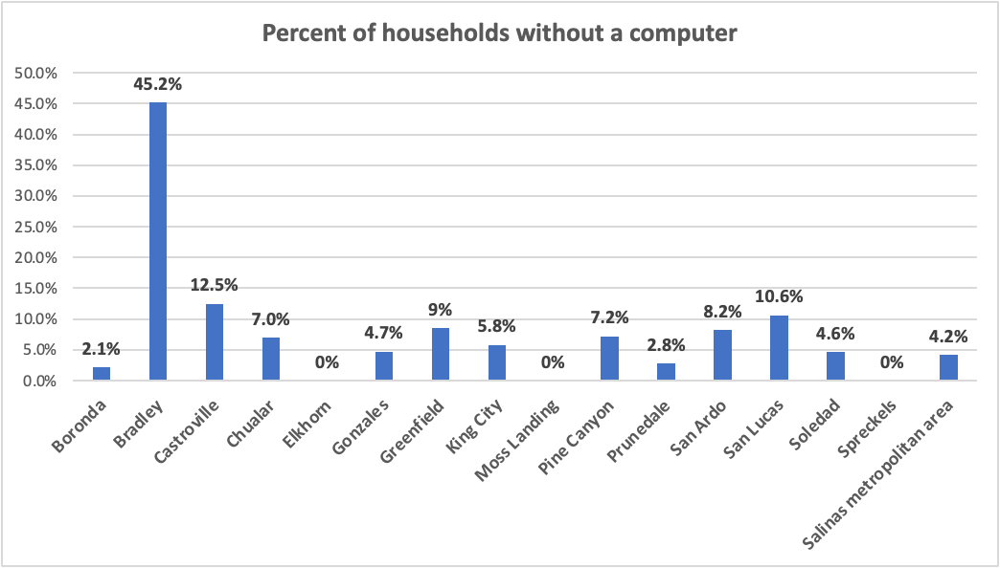 Percent of households without a computer
50.0%
45.0%
40.0%
35.0%
30.0%
25.0%
20.0%
15.0%
10.0%
5.0%
0.0%
2.1%
45.2%
12.5%
7.0%
0%
4.7%
9%
5.8%
0%
7.2%
2.8%
8.2%
10.6%
4.6%
0%
4.2%
Boronda
Bradley
Castroville
Chualar
Elkhorn
Gonzales
Greenfield
King City
Moss Landing
Pine Canyon
Prunedale
San Ardo
San Lucas
Soledad
Spreckels
Salinas metropolitan area